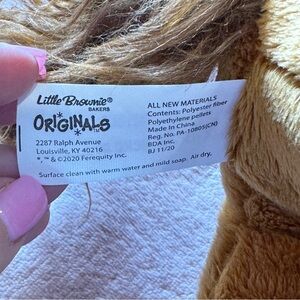 Little Brownie®
BAKERS
ORIGINALS
2287 Ralph Avenue
Louisville, KY 40216
*,™ & ©2020 Ferequity Inc.
ALL NEW MATERIALS
Contents: Polyester fiber
Polyethylene pellets
Made In China
Reg. No. PA-10805(CN)
BDA Inc.
BJ 11/20
Surface clean with warm water and mild soap. Air dry,